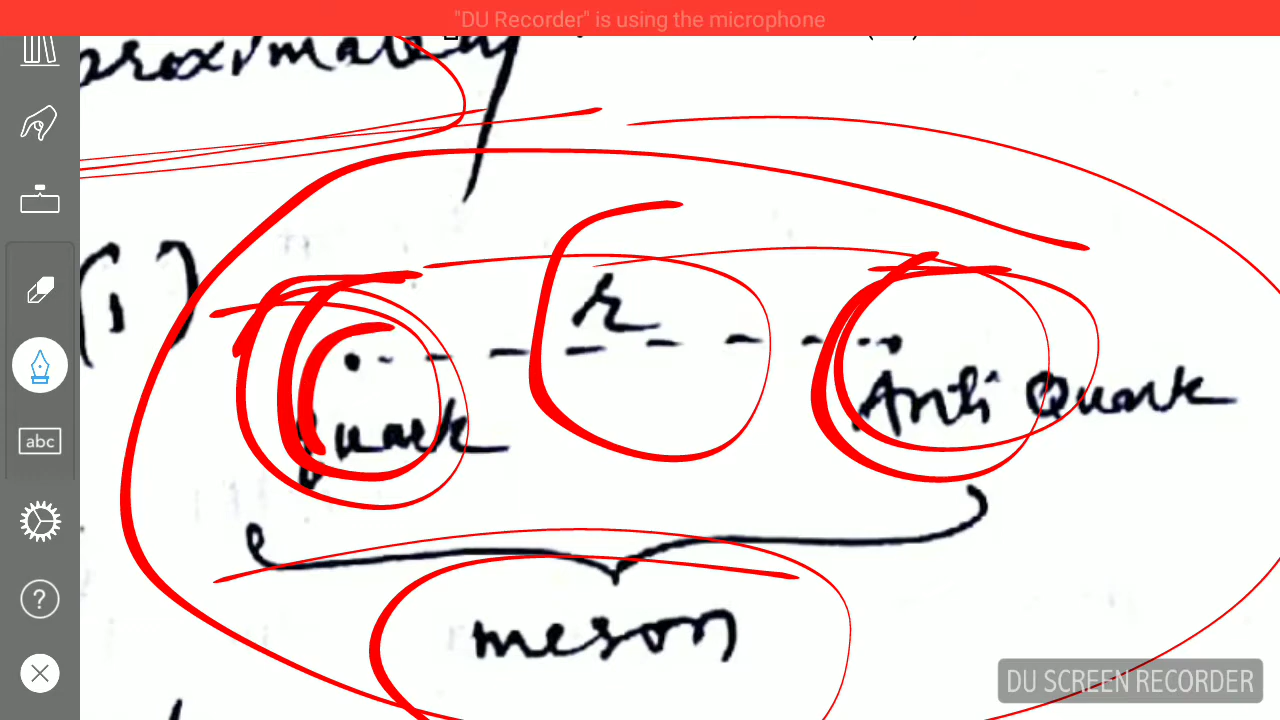 "DU Recorder" is using the microphone
proximately
(1)
r
Quark
Anti Quark
meson
abc
?
DU SCREEN RECORDER